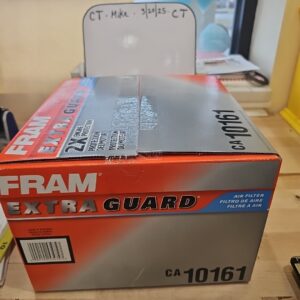 CT - Mike - 3/20/25 - CT
FRAM
EXTRA GUARD
2X
CA 10161
FRAM
EXTRA GUARD
AIR FILTER
FILTRO DE AIRE
FILTRE À AIR
CA 10161